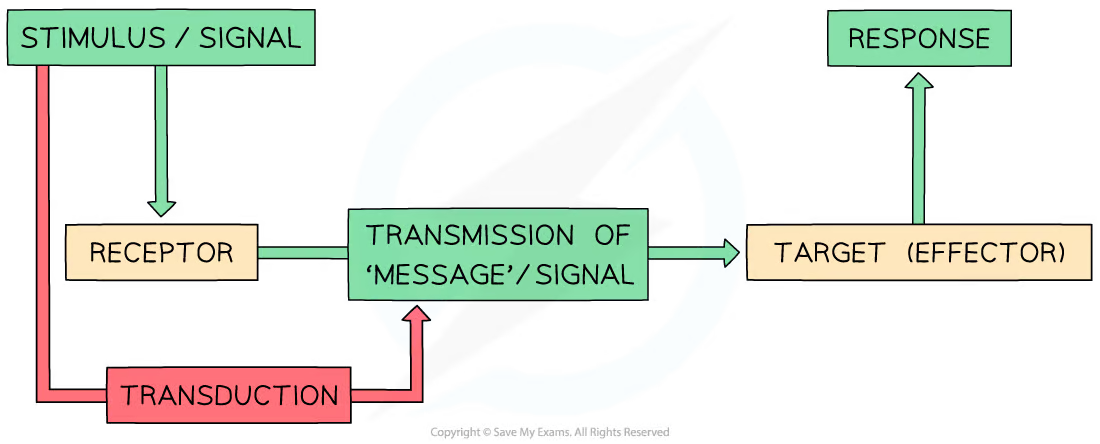 STIMULUS / SIGNAL
RESPONSE
RECEPTOR
TRANSMISSION OF
‘MESSAGE’/ SIGNAL
TARGET (EFFECTOR)
TRANSDUCTION
Copyright © Save My Exams. All Rights Reserved